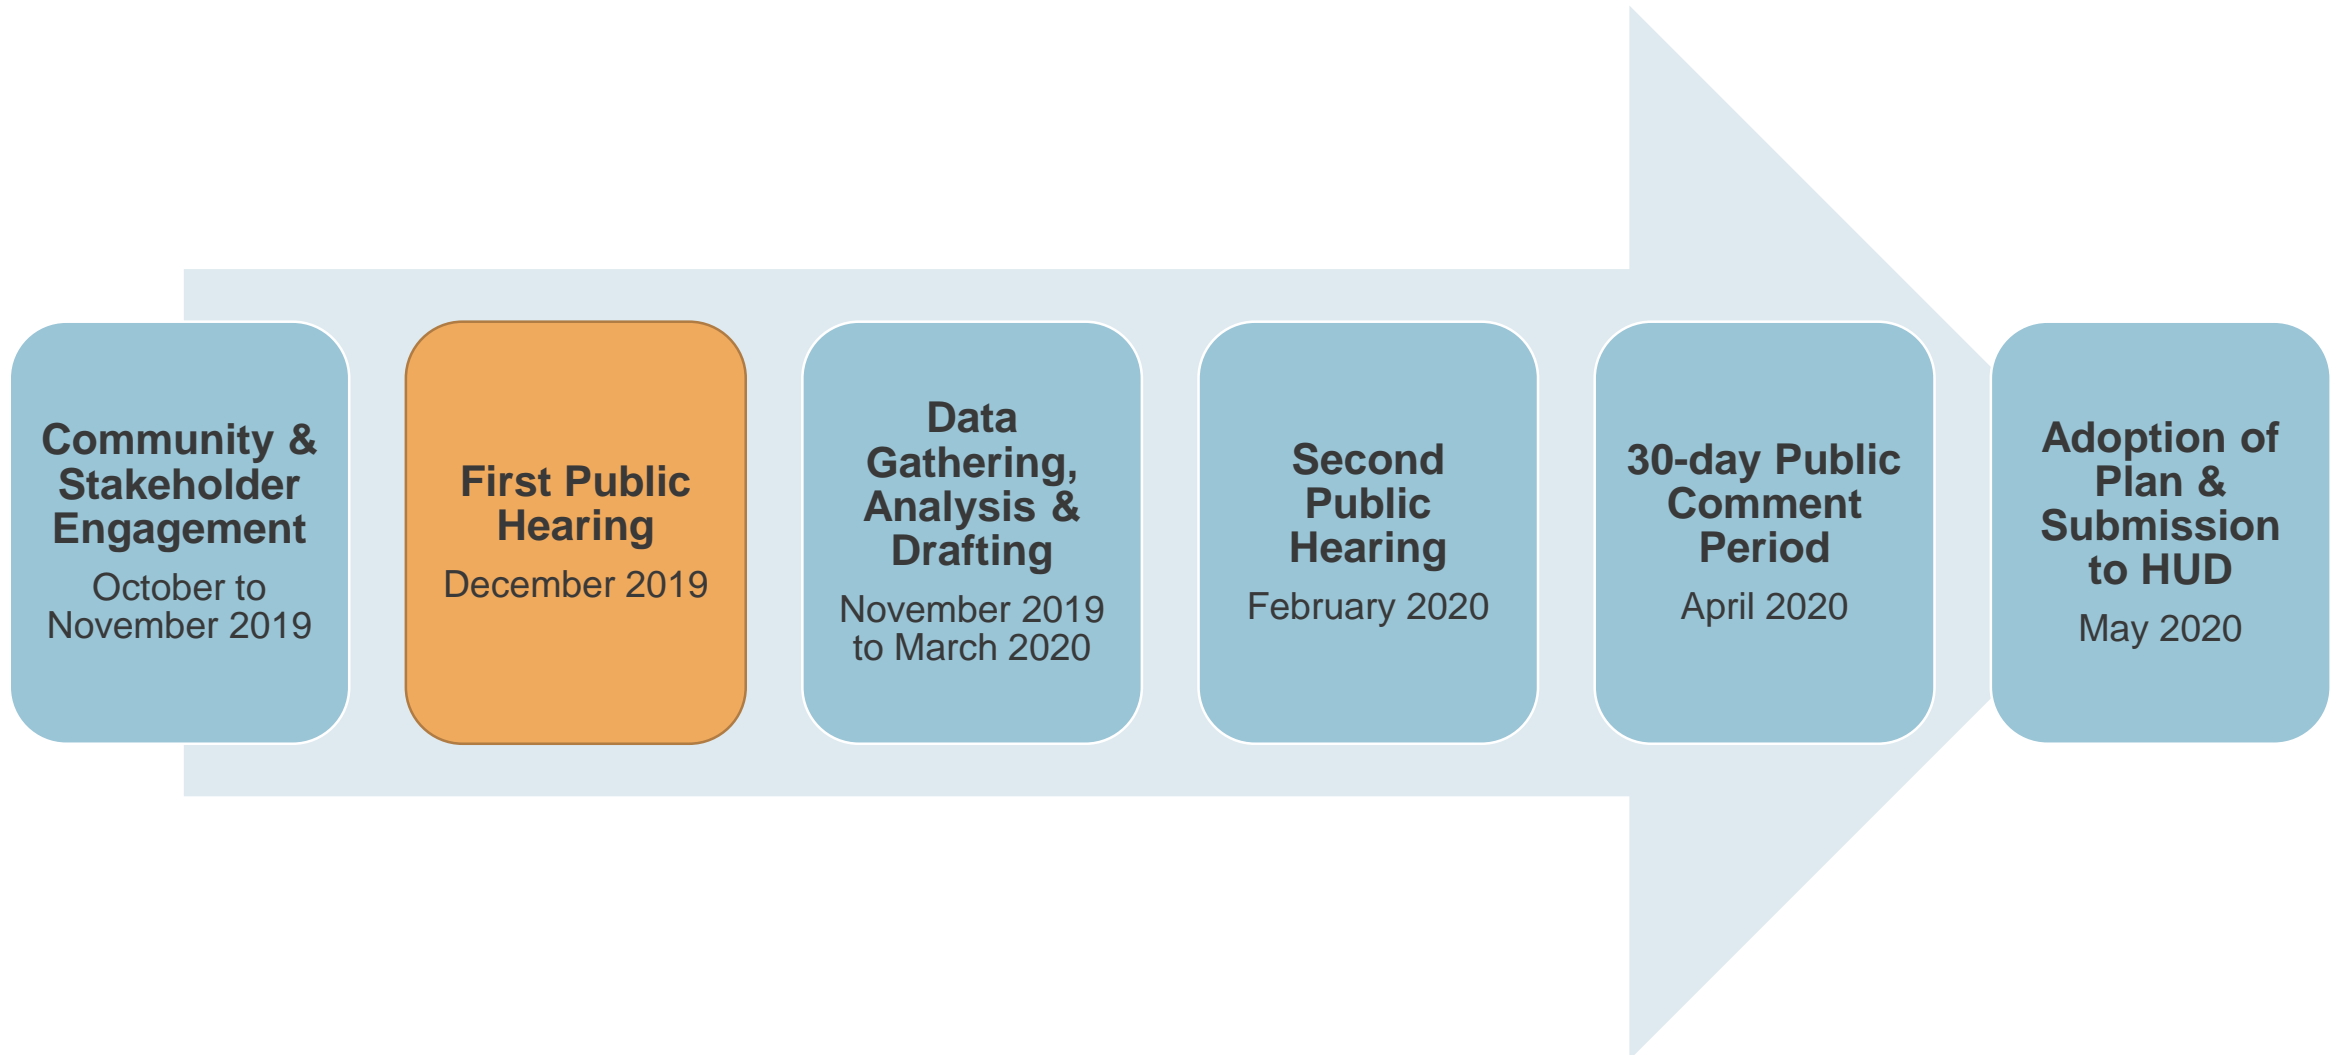 Community &
Stakeholder
Engagement
October to
November 2019
First Public
Hearing
December 2019
Data
Gathering,
Analysis &
Drafting
November 2019
to March 2020
Second
Public
Hearing
February 2020
30-day Public
Comment
Period
April 2020
Adoption of
Plan &
Submission
to HUD
May 2020